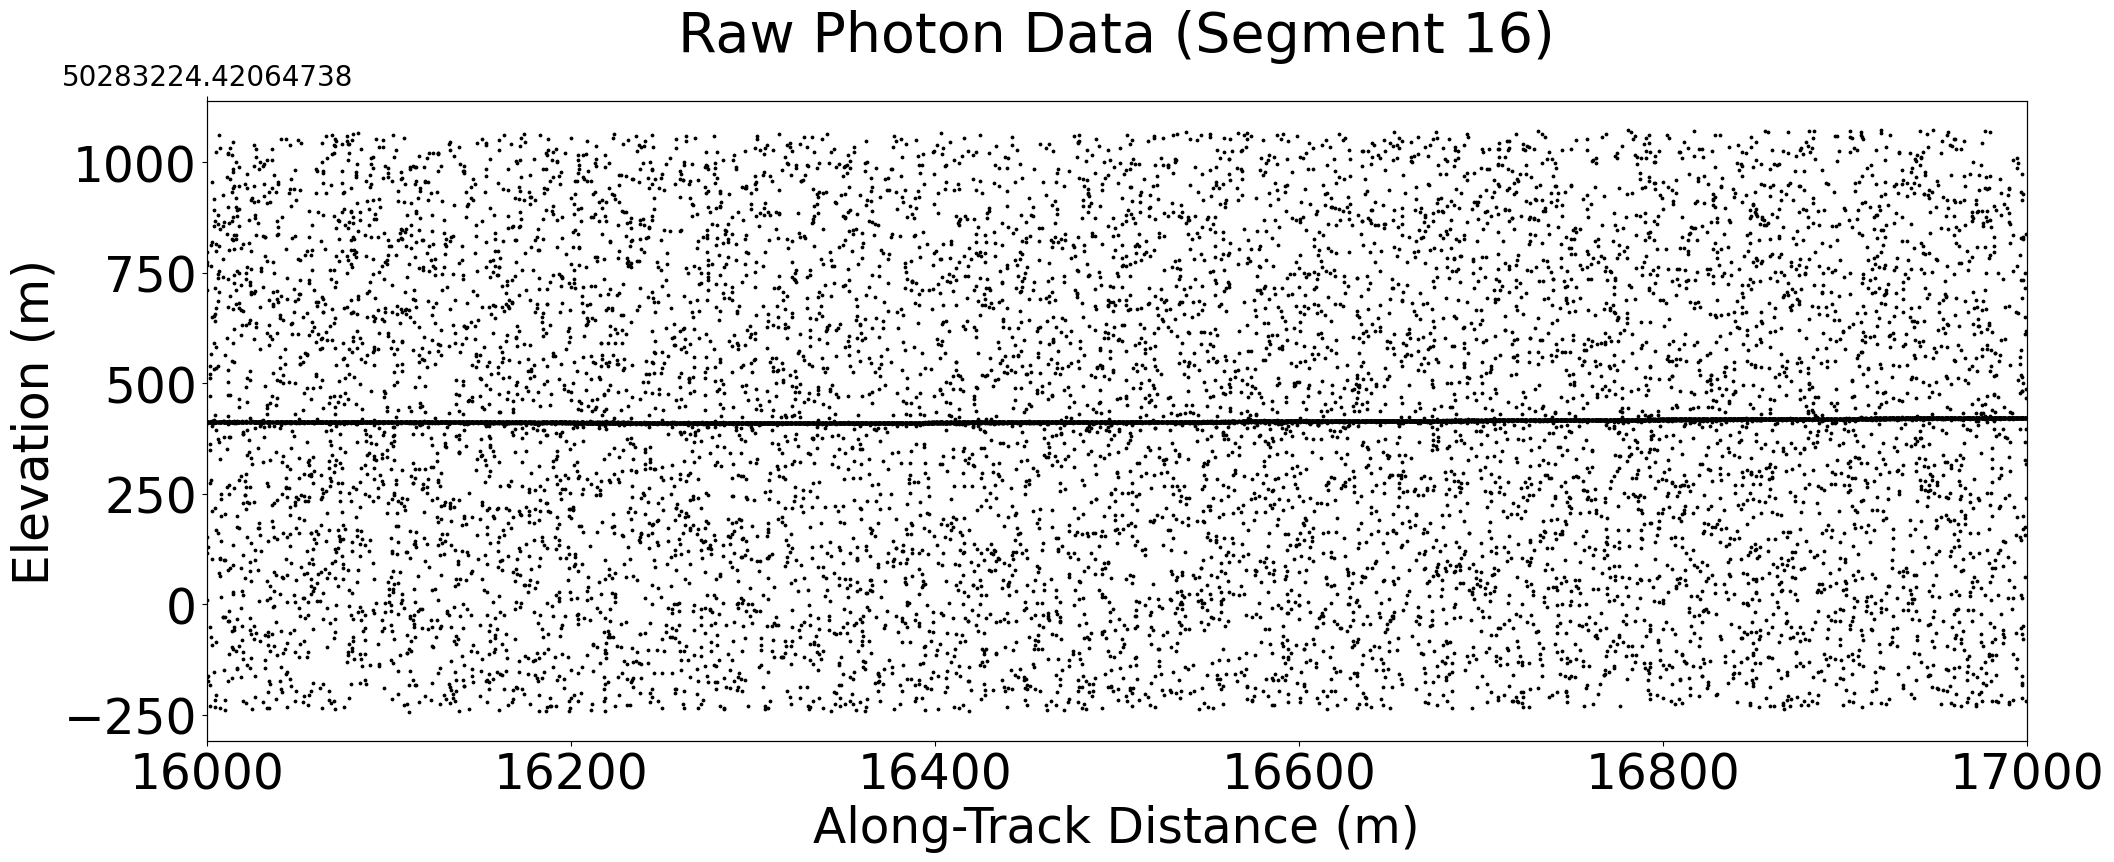 Raw Photon Data (Segment 16)
50283224.42064738
1000
750
500
250
0
−250
Elevation (m)
16000 16200 16400 16600 16800 17000
Along-Track Distance (m)